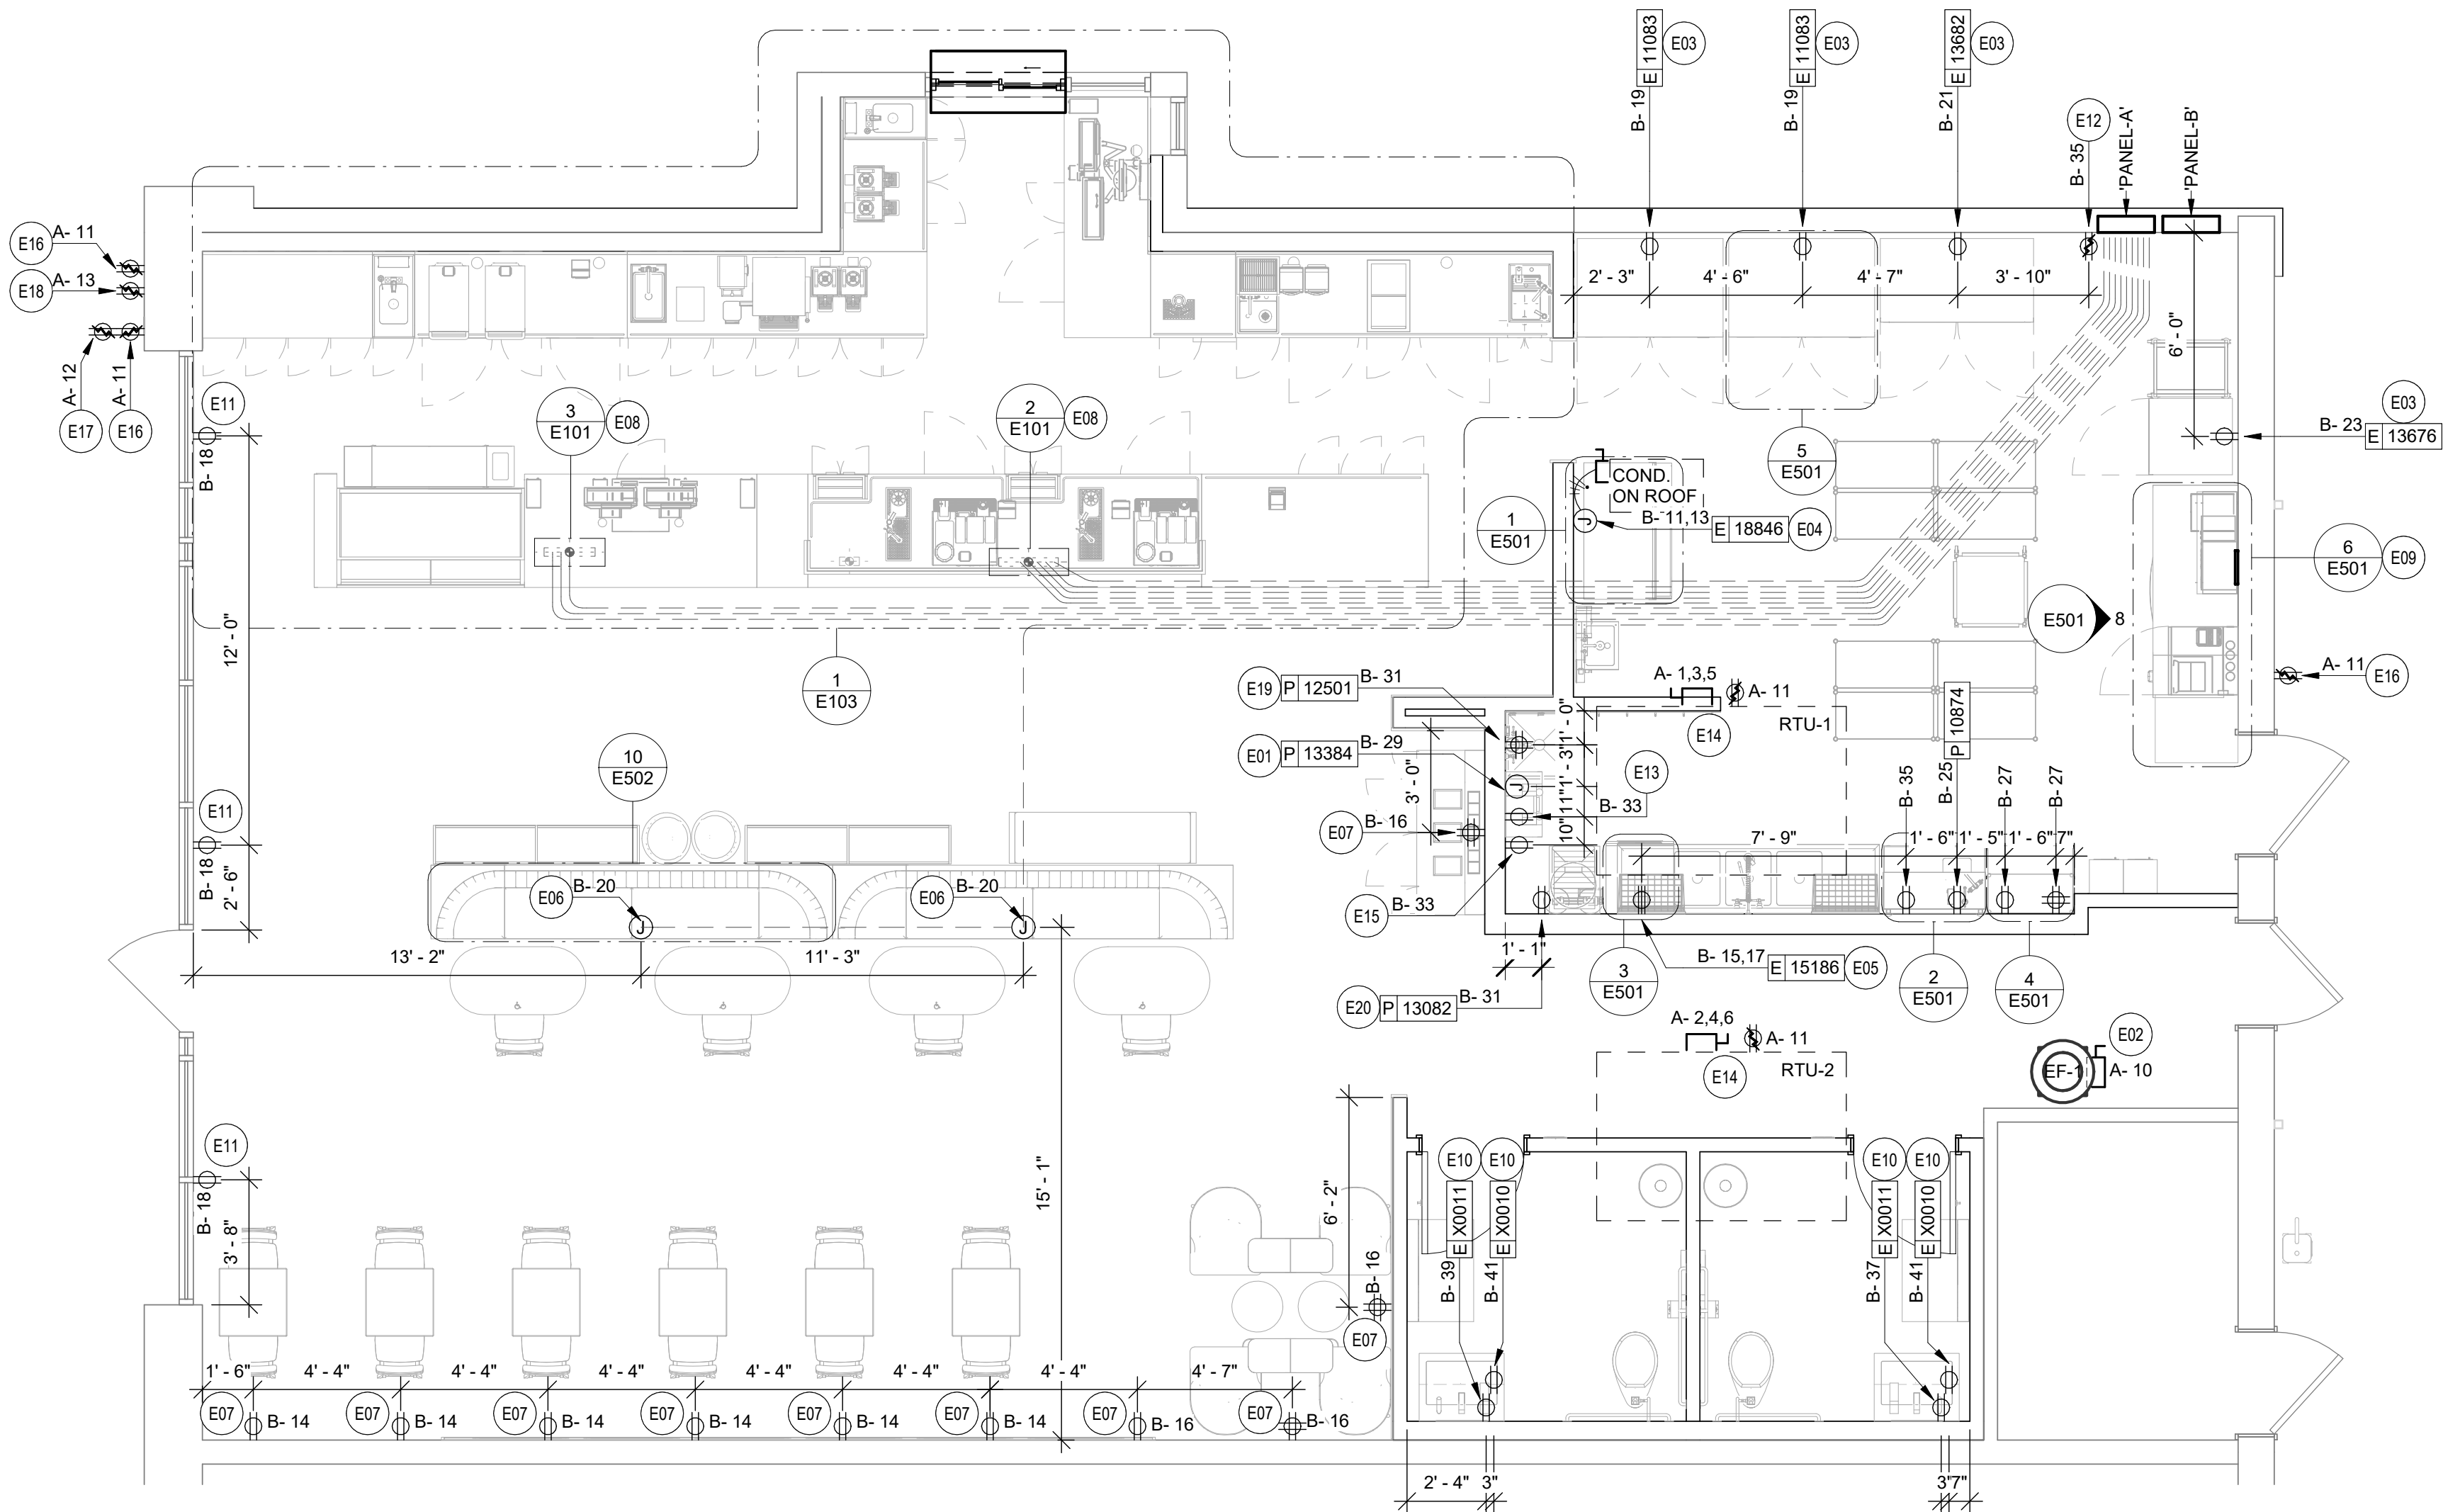 E 11083
E03
B- 19
E 11083
E03
B- 19
E 13682
E03
B- 21
E12
B- 35
'PANEL-A'
'PANEL-B'
E16
A- 11
E18
A- 13
A- 12
E17
A- 11
E16
2' - 3"
4' - 6"
4' - 7"
3' - 10"
6' - 0"
E03
B- 23
E 13676
E11
B- 18
3
E101
E08
2
E101
E08
5
E501
COND.
ON ROOF
B- 11,13
E 18846
E04
1
E501
6
E501
E09
E501
8
12' - 0"
1
E103
E19
P 12501
B- 31
A- 1,3,5
A- 11
E14
RTU-1
P 10874
A- 11
E16
E01
P 13384
B- 29
10
E502
E13
B- 33
3' - 0"
1' - 0"
1' - 3"
11"
10"
E07
B- 16
7' - 9"
B- 35
B- 25
B- 27
B- 27
1' - 6"
1' - 5"
1' - 6"
7"
E11
B- 18
2' - 6"
J
J
J
J
E06
B- 20
E06
B- 20
E15
B- 33
13' - 2"
11' - 3"
1' - 1"
3
E501
B- 15,17
E 15186
E05
2
E501
4
E501
E20
P 13082
B- 31
A- 2,4,6
A- 11
E14
RTU-2
E02
EF-1
A- 10
E11
B- 18
3' - 8"
15' - 1"
6' - 2"
E10
E10
E X0011
E X0010
B- 39
B- 41
E10
E10
E X0011
E X0010
B- 37
B- 41
B- 16
E07
1' - 6"
4' - 4"
4' - 4"
4' - 4"
4' - 4"
4' - 4"
4' - 4"
4' - 7"
E07
B- 14
E07
B- 14
E07
B- 14
E07
B- 14
E07
B- 14
E07
B- 14
E07
B- 16
E07
B- 16
2' - 4"
3"
3"
7"